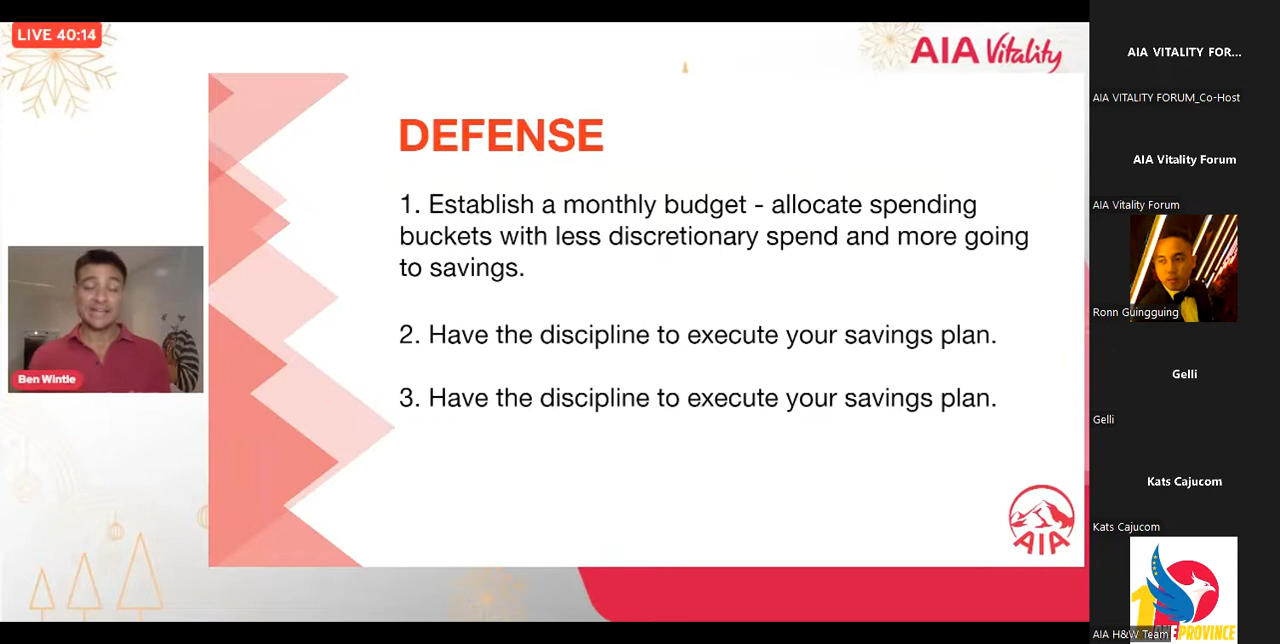 LIVE 40:14
AIA Vitality
DEFENSE
1. Establish a monthly budget - allocate spending
buckets with less discretionary spend and more going
to savings.
2. Have the discipline to execute your savings plan.
3. Have the discipline to execute your savings plan.
Ben Wintle
AIA
AIA VITALITY FOR...
AIA VITALITY FORUM_Co-Host
AIA Vitality Forum
AIA Vitality Forum
Ronn Guingguing
Gelli
Gelli
Kats Cajucom
Kats Cajucom
PROVINCE
AIA H&W Team